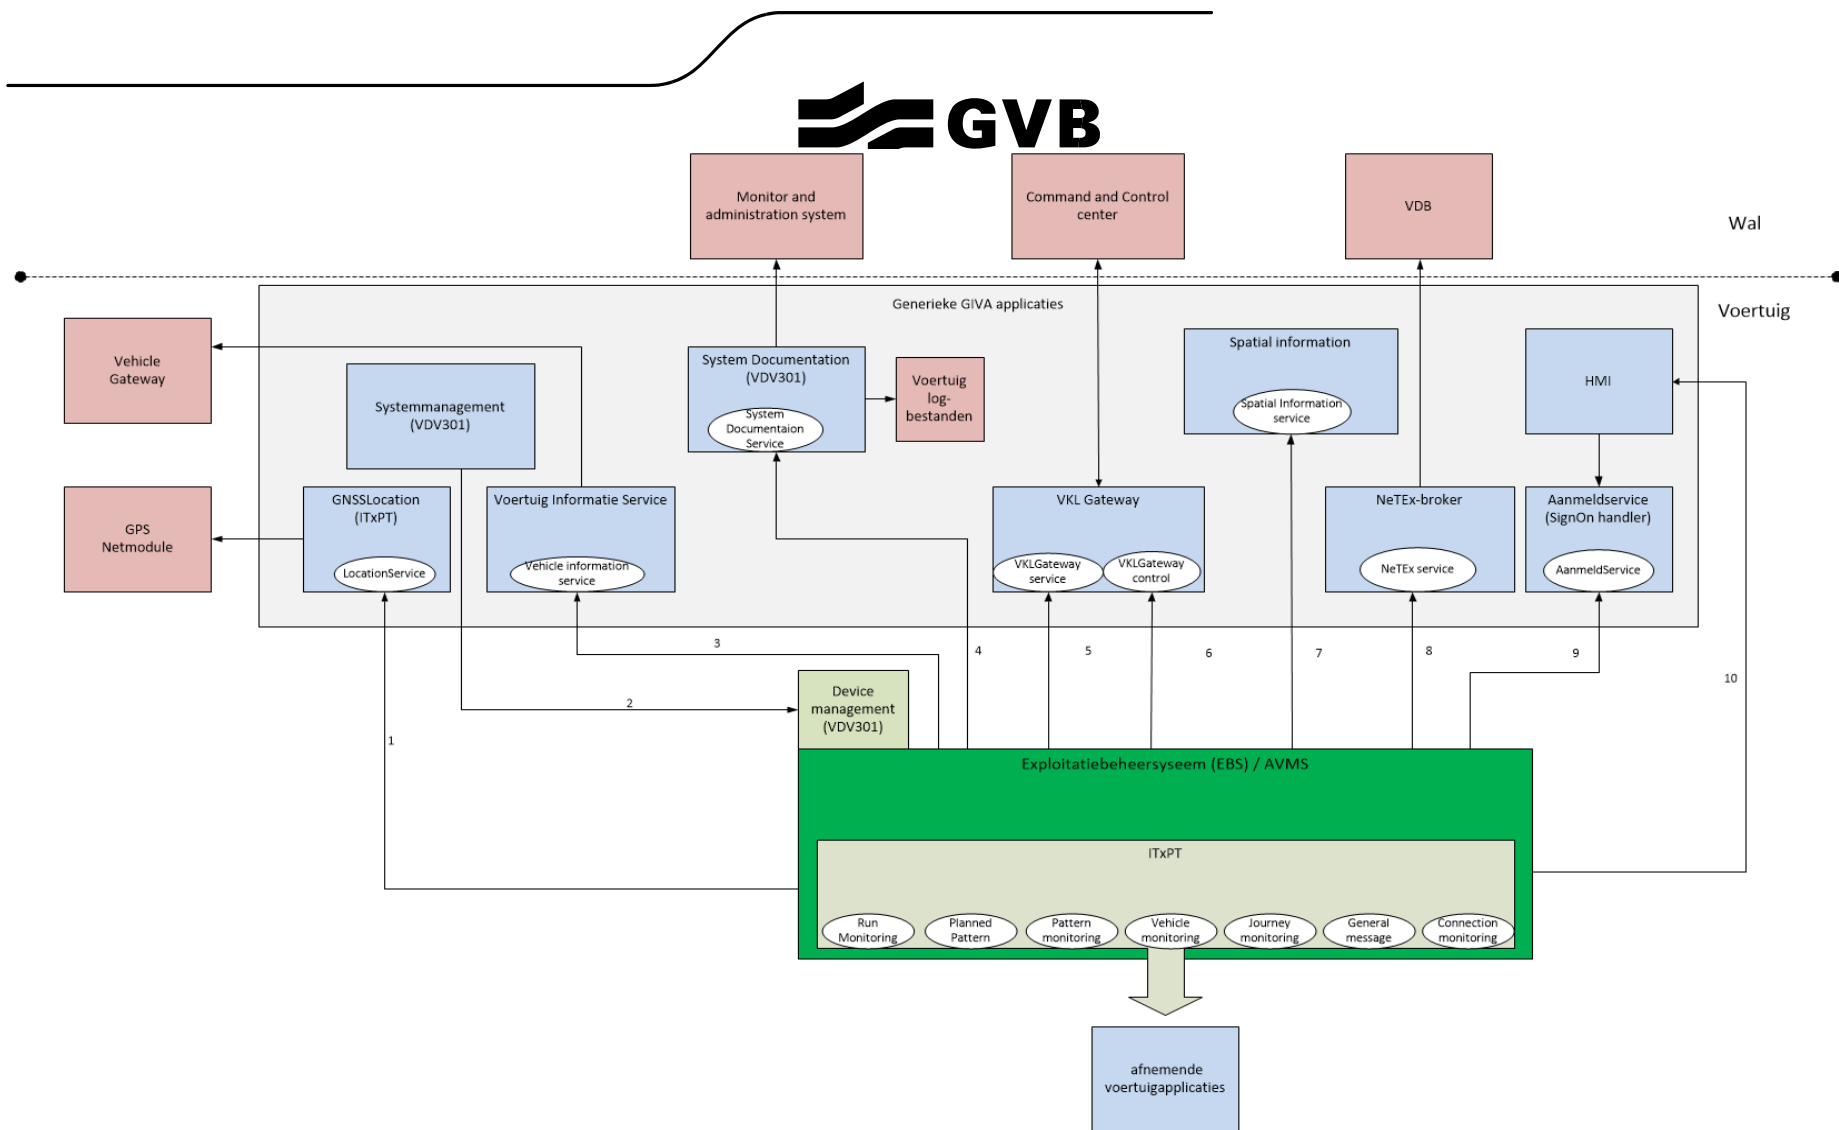 GVB
Monitor and
administration system
Command and Control
center
VDB
Wal
Generieke GIVA applicaties
Voertuig
Vehicle
Gateway
Systemmanagement
(VDV301)
System Documentation
(VDV301)
System
Documentaion
Service
Voertuig
log-
bestanden
Spatial information
Spatial Information
service
HMI
GPS
Netmodule
GNSSLocation
(ITxPT)
LocationService
Voertuig Informatie Service
Vehicle information
service
VKL Gateway
VKLGateway
service
VKLGateway
control
NeTEx-broker
NeTEx service
Aanmeldservice
(SignOn handler)
AanmeldService
3
4
5
6
7
8
9
10
2
1
Device
management
(VDV301)
Exploitatiebeheersyseem (EBS) / AVMS
ITxPT
Run
Monitoring
Planned
Pattern
Pattern
monitoring
Vehicle
monitoring
Journey
monitoring
General
message
Connection
monitoring
afnemende
voertuigapplicaties